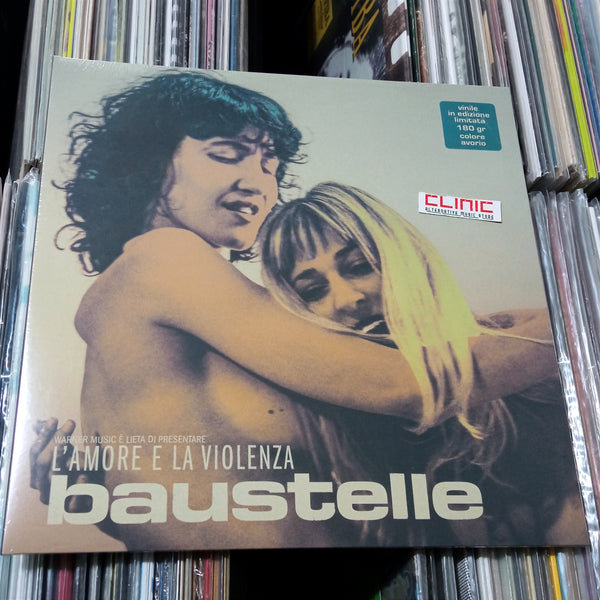 vinile
in edizione
limitata
180 gr
colore
avorio
CLINIC
ALTERNATIVE MUSIC STORE
WARNER MUSIC È LIETA DI PRESENTARE
L'AMORE E LA VIOLENZA
baustelle